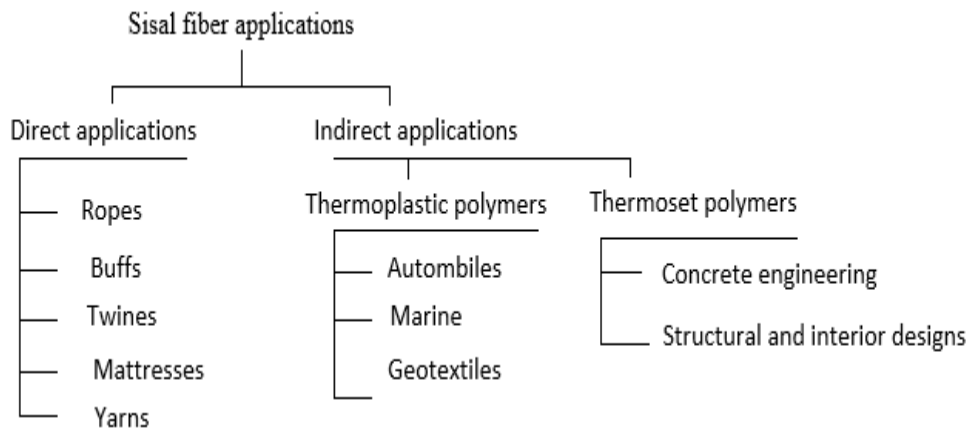 Sisal fiber applications
Direct applications
Indirect applications
Ropes
Buffs
Twines
Mattresses
Yarns
Thermoplastic polymers
Autombiles
Marine
Geotextiles
Thermoset polymers
Concrete engineering
Structural and interior designs